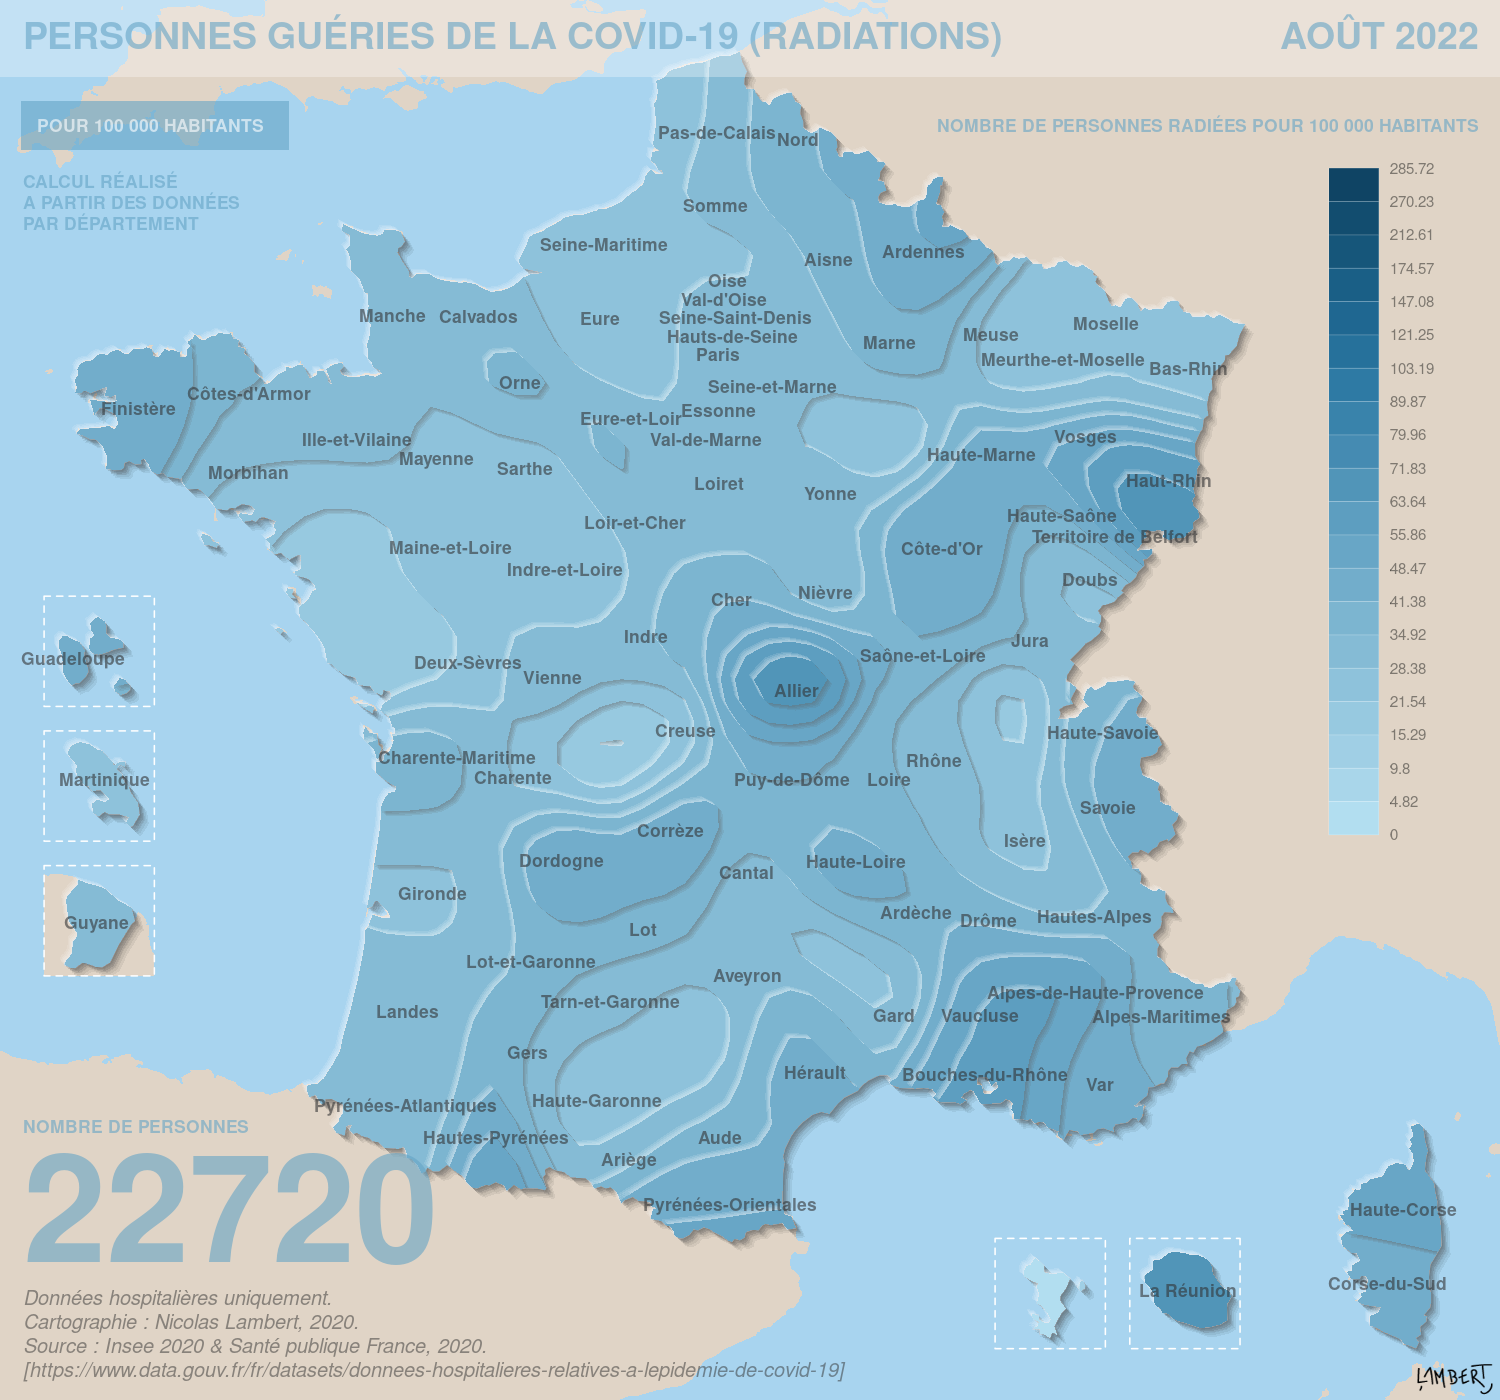 PERSONNES GUÉRIES DE LA COVID-19 (RADIATIONS)
AOÛT 2022
POUR 100 000 HABITANTS
CALCUL RÉALISÉ
A PARTIR DES DONNÉES
PAR DÉPARTEMENT
NOMBRE DE PERSONNES RADIÉES POUR 100 000 HABITANTS
285.72
270.23
212.61
174.57
147.08
121.25
103.19
89.87
79.96
71.83
63.64
55.86
48.47
41.38
34.92
28.38
21.54
15.29
9.8
4.82
0
Pas-de-Calais
Nord
Somme
Seine-Maritime
Aisne
Ardennes
Oise
Val-d'Oise
Seine-Saint-Denis
Hauts-de-Seine
Paris
Manche
Calvados
Eure
Marne
Meuse
Moselle
Meurthe-et-Moselle
Bas-Rhin
Orne
Seine-et-Marne
Côtes-d'Armor
Finistère
Eure-et-Loir
Essonne
Val-de-Marne
Ille-et-Vilaine
Mayenne
Sarthe
Morbihan
Haute-Marne
Vosges
Haut-Rhin
Loiret
Yonne
Loir-et-Cher
Haute-Saône
Territoire de Belfort
Maine-et-Loire
Indre-et-Loire
Côte-d'Or
Doubs
Cher
Nièvre
Indre
Jura
Saône-et-Loire
Deux-Sèvres
Vienne
Allier
Guadeloupe
Creuse
Haute-Savoie
Charente-Maritime
Charente
Puy-de-Dôme
Loire
Rhône
Martinique
Savoie
Corrèze
Isère
Dordogne
Cantal
Haute-Loire
Gironde
Ardèche
Drôme
Hautes-Alpes
Guyane
Lot
Lot-et-Garonne
Aveyron
Tarn-et-Garonne
Alpes-de-Haute-Provence
Landes
Gard
Vaucluse
Alpes-Maritimes
Gers
Hérault
Bouches-du-Rhône
Var
Pyrénées-Atlantiques
Haute-Garonne
Hautes-Pyrénées
Aude
Ariège
Pyrénées-Orientales
Haute-Corse
Corse-du-Sud
La Réunion
NOMBRE DE PERSONNES
22720
Données hospitalières uniquement.
Cartographie : Nicolas Lambert, 2020.
Source : Insee 2020 & Santé publique France, 2020.
[https://www.data.gouv.fr/fr/datasets/donnees-hospitalieres-relatives-a-lepidemie-de-covid-19]
LAMBERT